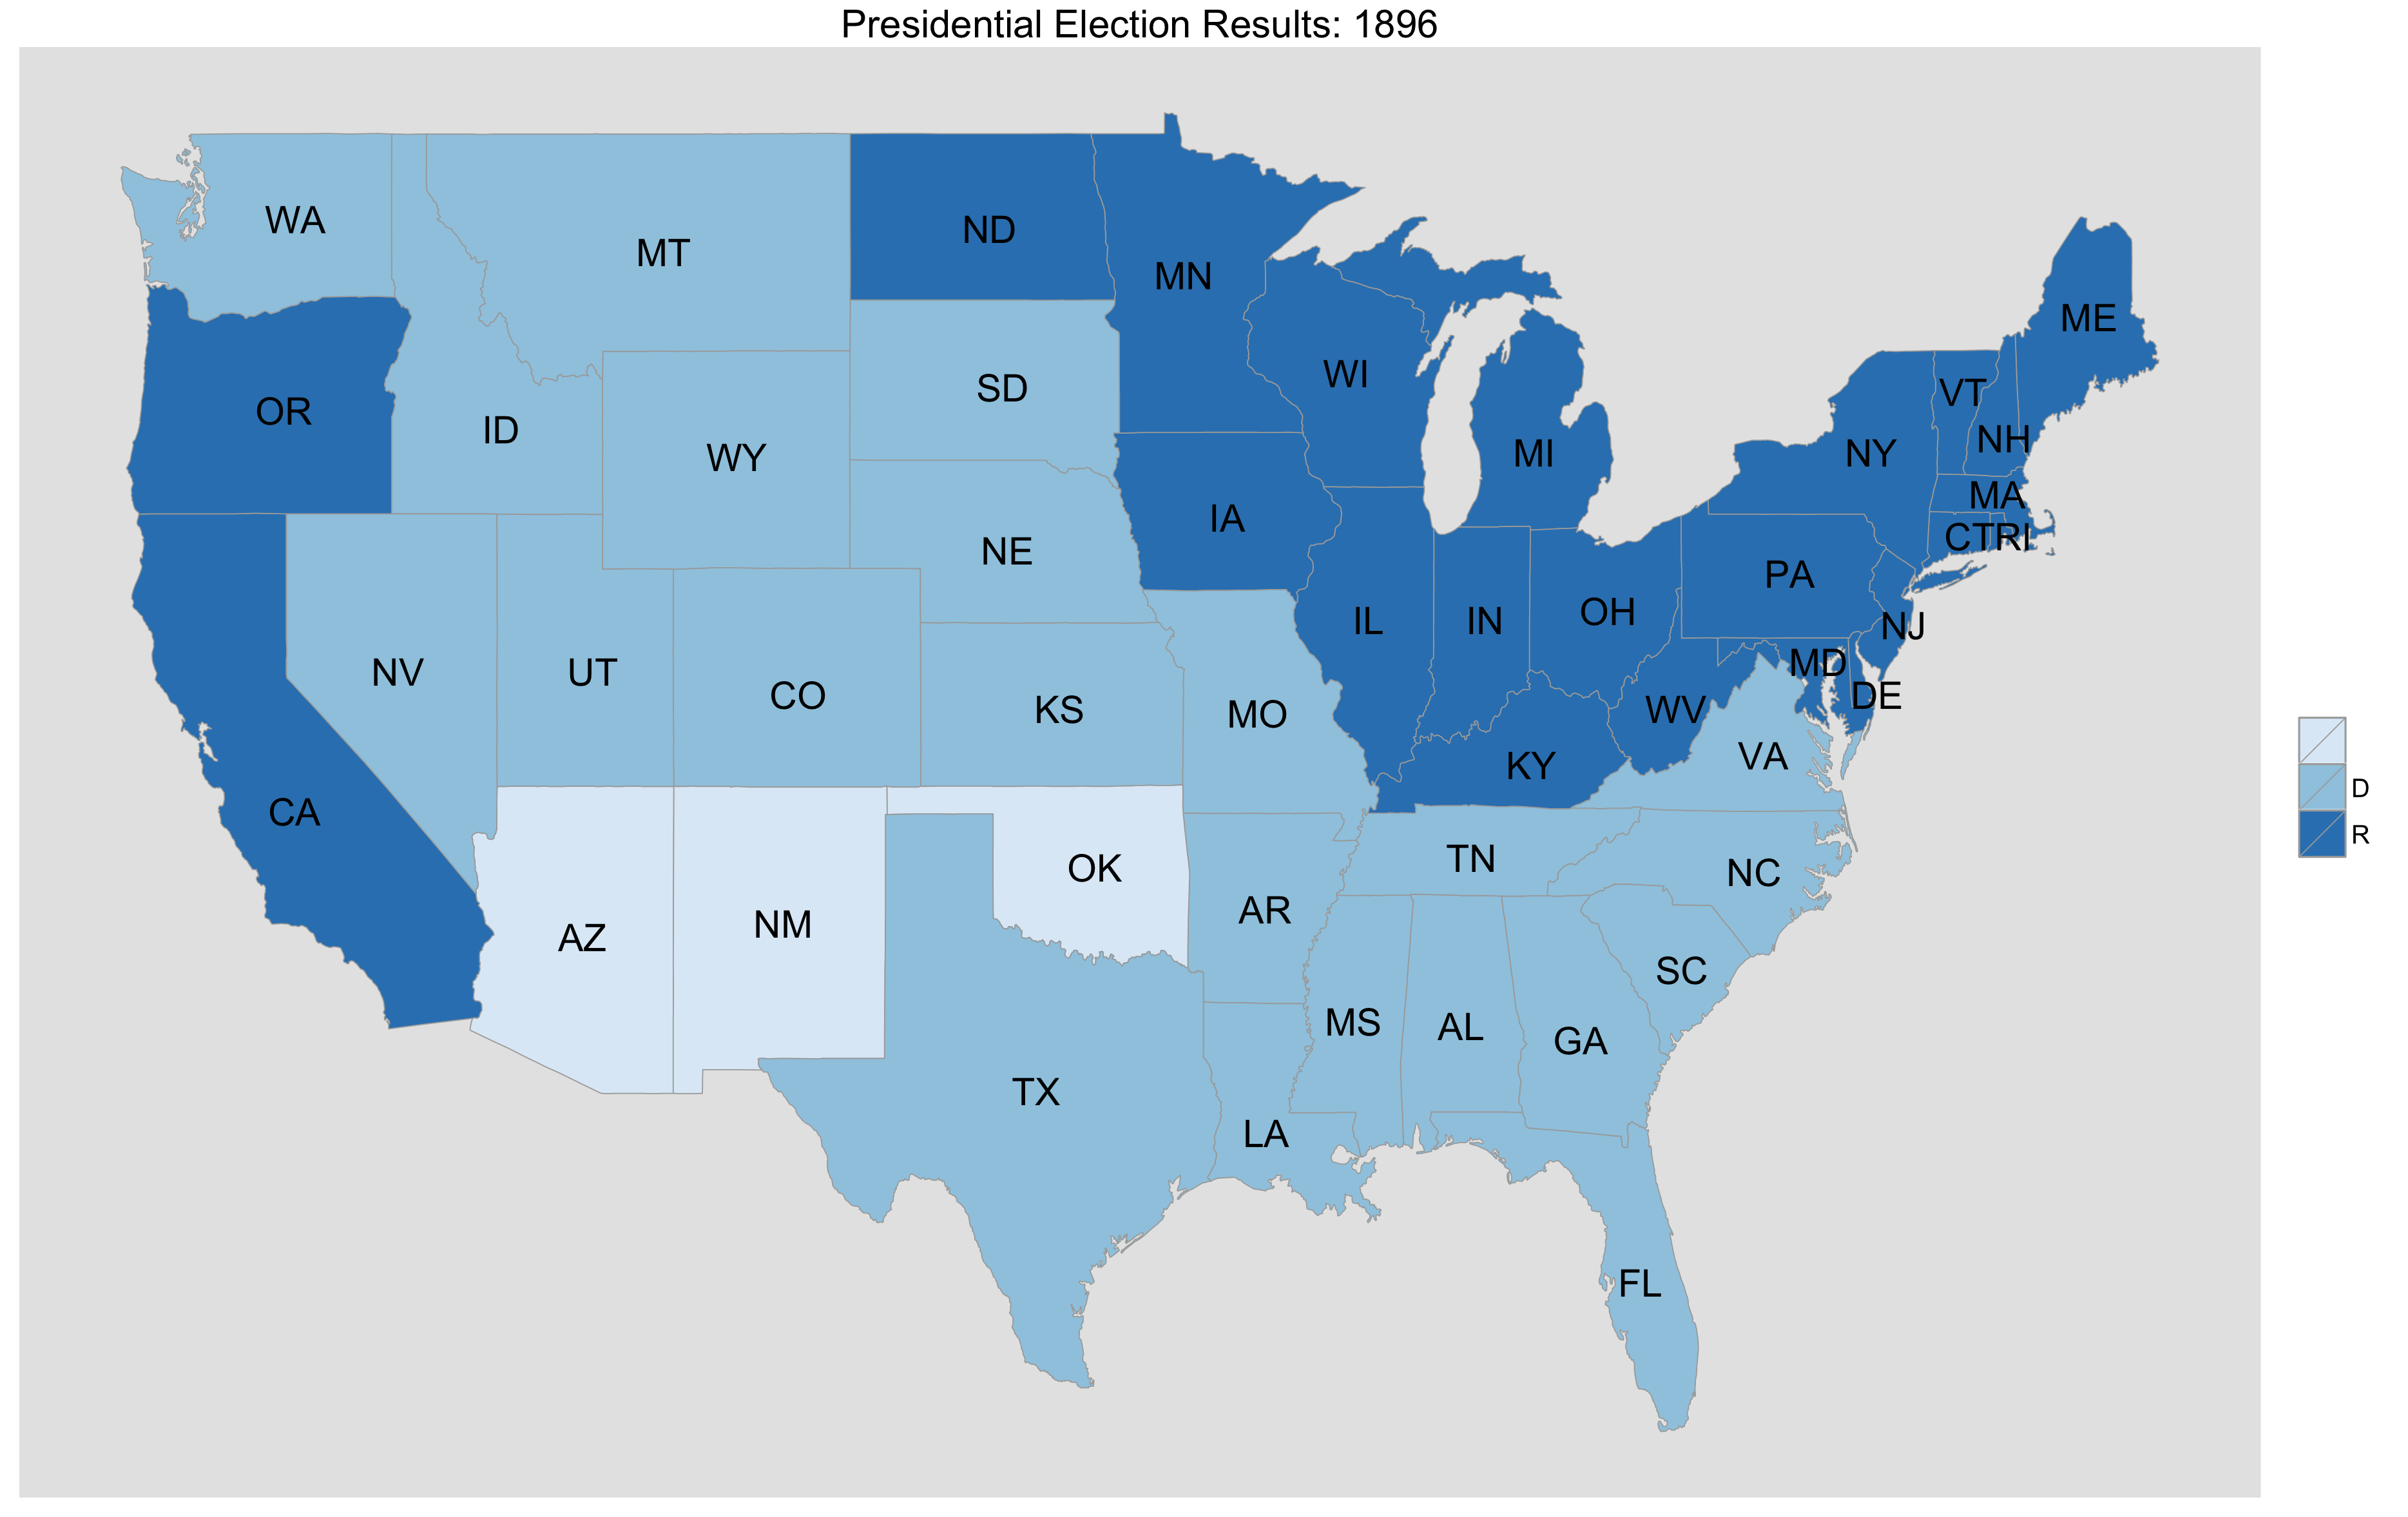 Presidential Election Results: 1896
WA
MT
ND
MN
ME
WI
SD
VT
OR
ID
NH
WY
MI
NY
MA
IA
CTRI
NE
PA
OH
IL
IN
NJ
MD
NV
UT
CO
DE
KS
WV
MO
VA
KY
D
CA
R
TN
OK
NC
AR
NM
AZ
SC
MS
AL
GA
TX
LA
FL